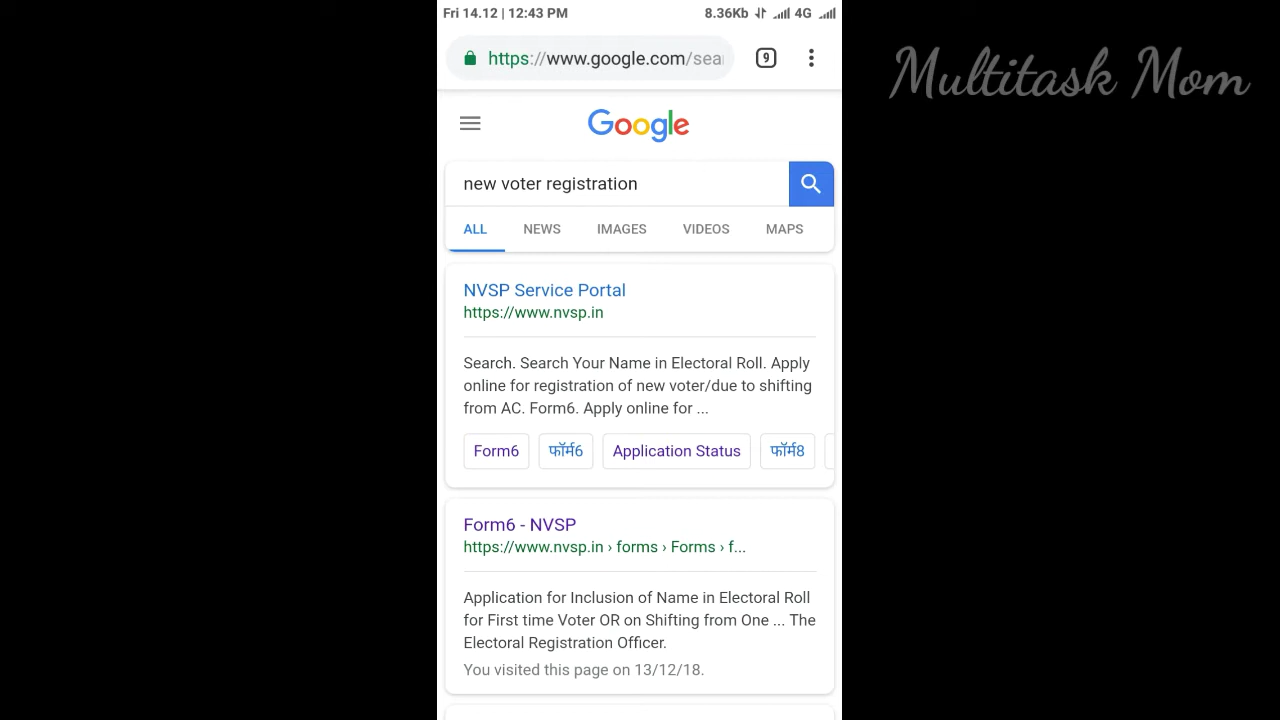 Fri 14.12 | 12:43 PM 8.36Kb 4G
https://www.google.com/sea 9
Multitask Mom
Google
new voter registration
ALL NEWS IMAGES VIDEOS MAPS
NVSP Service Portal
https://www.nvsp.in
Search. Search Your Name in Electoral Roll. Apply
online for registration of new voter/due to shifting
from AC. Form6. Apply online for ...
Form6 फॉर्म6 Application Status फॉर्म8
Form6 - NVSP
https://www.nvsp.in › forms › Forms › f...
Application for Inclusion of Name in Electoral Roll
for First time Voter OR on Shifting from One ... The
Electoral Registration Officer.
You visited this page on 13/12/18.